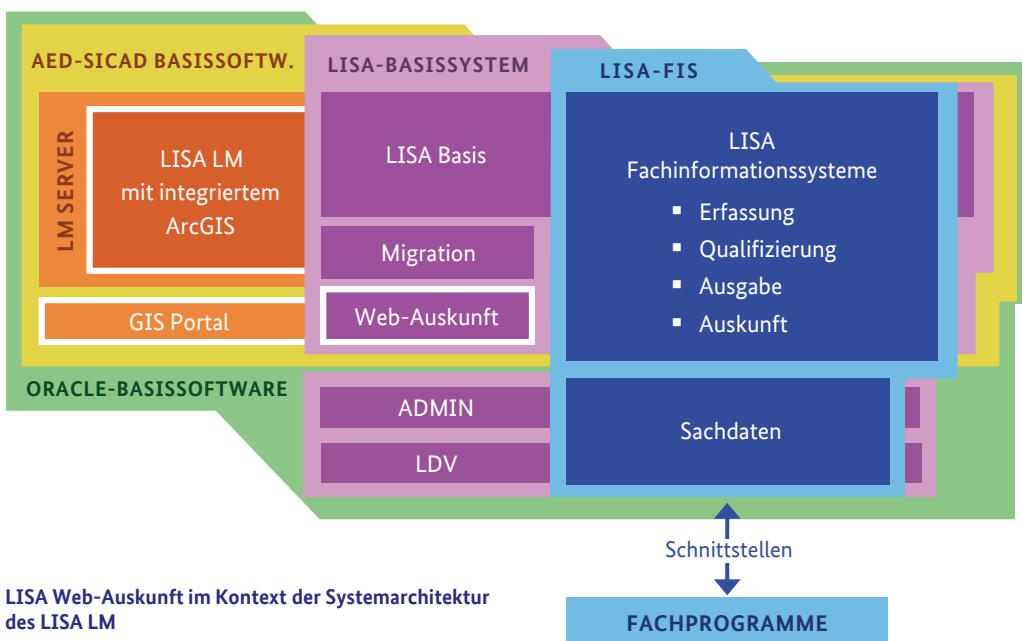 AED-SICAD BASISSOFTW.
LM SERVER
LISA LM
mit integriertem
ArcGIS
GIS Portal
LISA-BASISSYSTEM
LISA Basis
Migration
Web-Auskunft
LISA-FIS
LISA
Fachinformationssysteme
▪ Erfassung
▪ Qualifizierung
▪ Ausgabe
▪ Auskunft
ORACLE-BASISSOFTWARE
ADMIN
LDV
Sachdaten
Schnittstellen
FACHPROGRAMME
LISA Web-Auskunft im Kontext der Systemarchitektur
des LISA LM